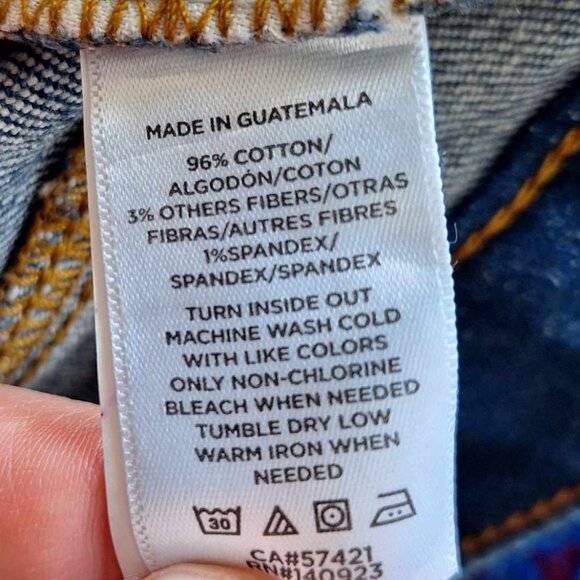 MADE IN GUATEMALA
96% COTTON/
ALGODÓN/COTON
3% OTHERS FIBERS/OTRAS
FIBRAS/AUTRES FIBRES
1%SPANDEX/
SPANDEX/SPANDEX
TURN INSIDE OUT
MACHINE WASH COLD
WITH LIKE COLORS
ONLY NON-CHLORINE
BLEACH WHEN NEEDED
TUMBLE DRY LOW
WARM IRON WHEN
NEEDED
30
CA#57421
RN#140923